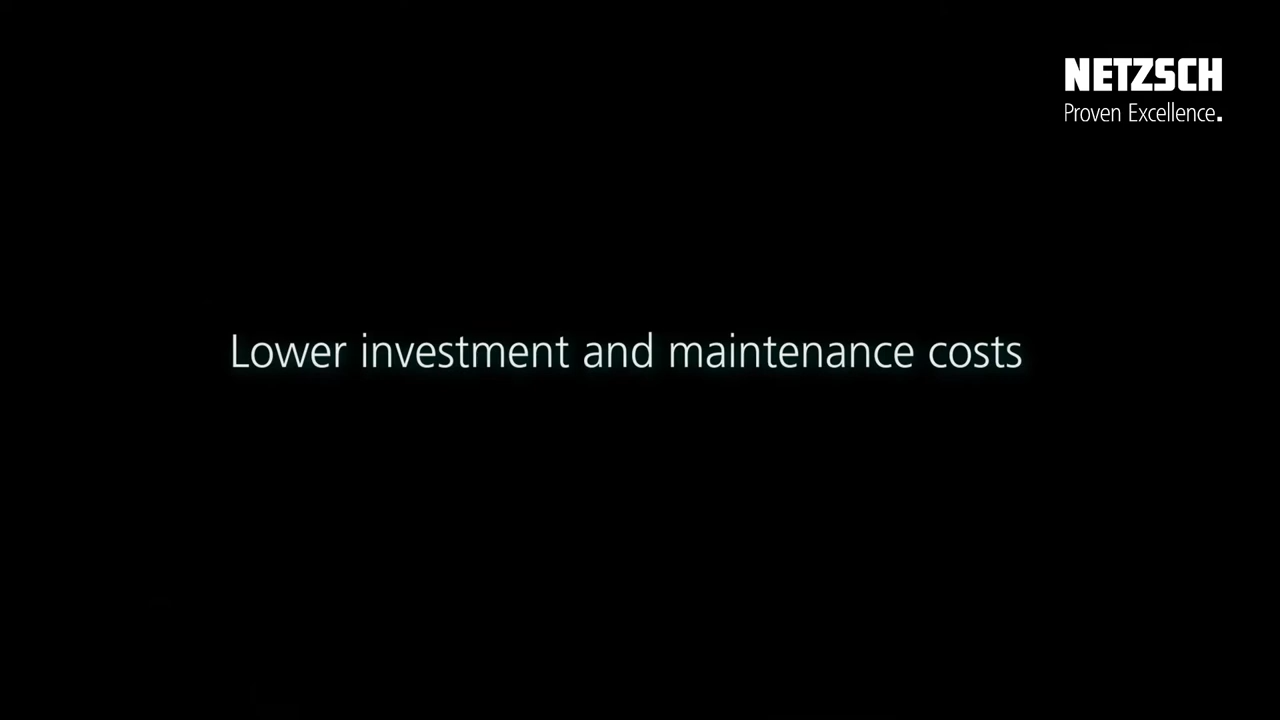 NETZSCH
Proven Excellence.
Lower investment and maintenance costs